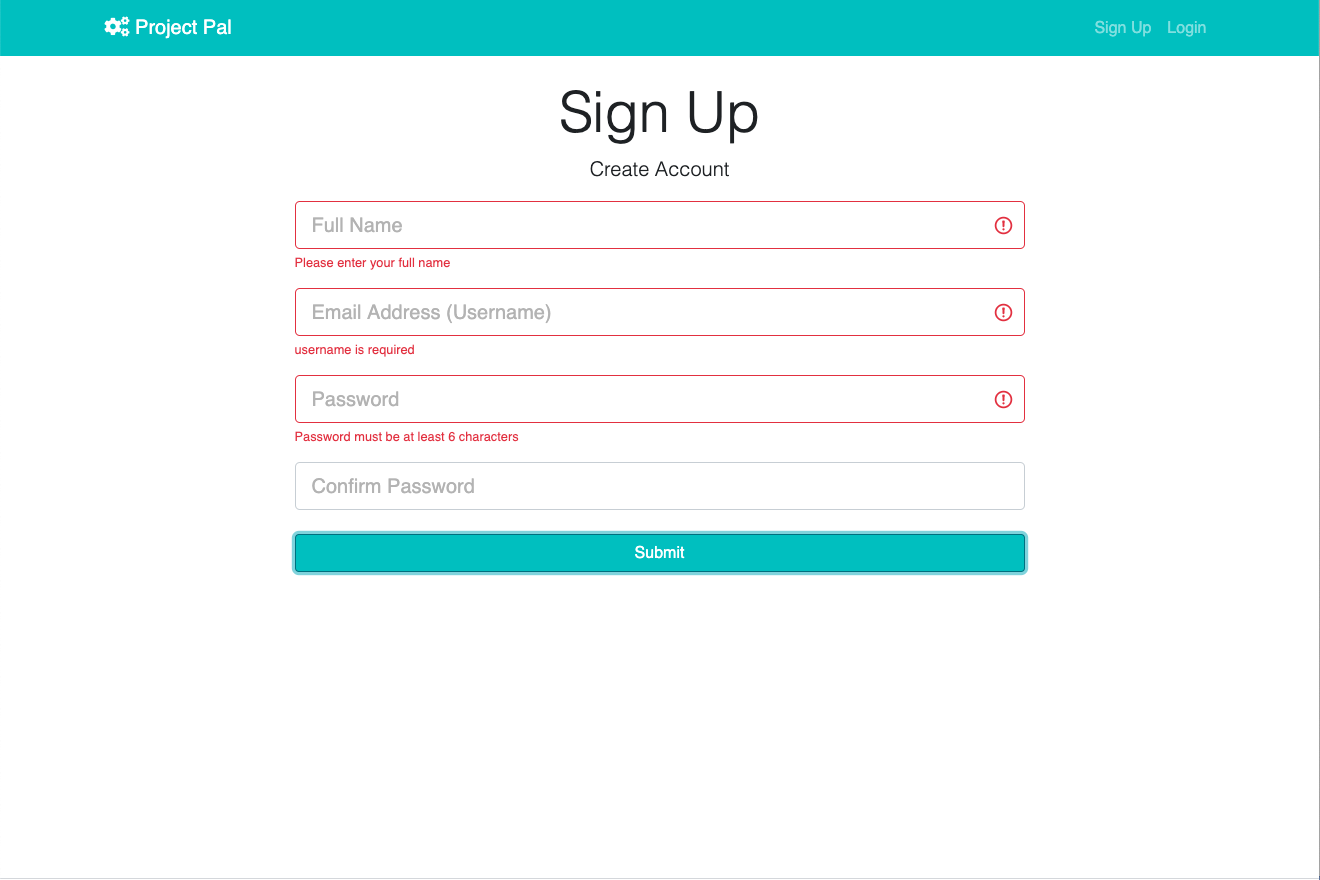 Project Pal
Sign Up Login
Sign Up
Create Account
Full Name
Please enter your full name
Email Address (Username)
username is required
Password
Password must be at least 6 characters
Confirm Password
Submit